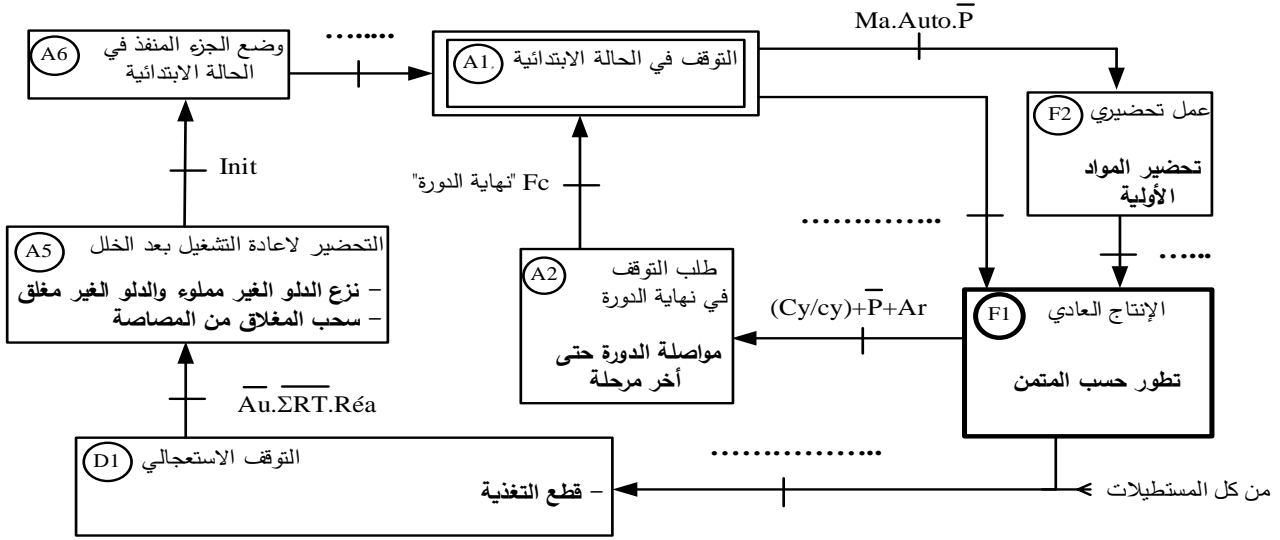 Ma.Auto.P̅
........
A6
وضع الجزء المنفذ في
الحالة الابتدائية
A1.
التوقف في الحالة الابتدائية
F2
عمل تحضيري
تحضير المواد
الأولية
Init
Fc "نهاية الدورة"
.............
......
A5
التحضير لاعادة التشغيل بعد الخلل
– نزع الدلو الغير مملوء والدلو الغير مغلق
– سحب المغلاق من المصاصة
A2
طلب التوقف
في نهاية الدورة
مواصلة الدورة حتى
أخر مرحلة
(Cy/cy)+P̅+Ar
F1
الإنتاج العادي
تطور حسب المتمن
A̅u̅.Σ̅R̅T̅.Réa
D1
التوقف الاستعجالي
– قطع التغذية
................
من كل المستطيلات